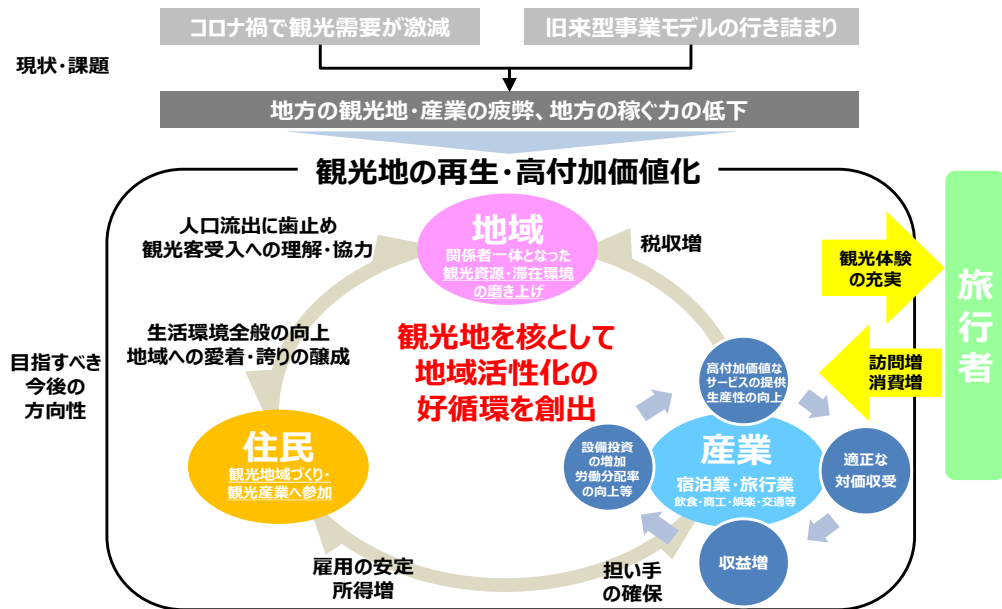 コロナ禍で観光需要が激減
旧来型事業モデルの行き詰まり
現状・課題
地方の観光地・産業の疲弊、地方の稼ぐ力の低下
観光地の再生・高付加価値化
人口流出に歯止め
観光客受入への理解・協力
地域
関係者一体となった
観光資源・滞在環境
の磨き上げ
税収増
観光体験
の充実
旅行者
生活環境全般の向上
地域への愛着・誇りの醸成
観光地を核として
地域活性化の
好循環を創出
目指すべき
今後の
方向性
訪問増
消費増
高付加価値な
サービスの提供
生産性の向上
住民
観光地域づくり・
観光産業へ参加
設備投資
の増加
労働分配率
の向上等
産業
宿泊業・旅行業
飲食・商工・娯楽・交通等
適正な
対価収受
収益増
雇用の安定
所得増
担い手
の確保